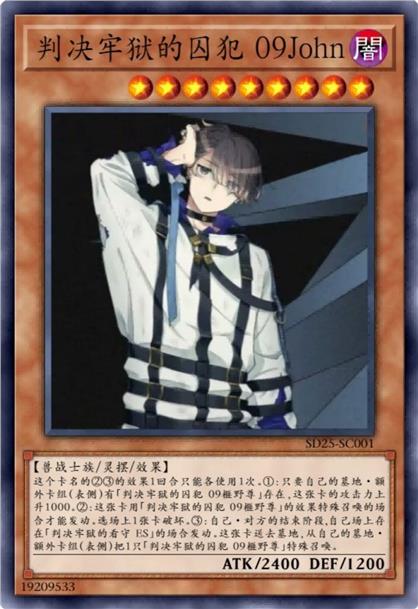 判决牢狱的囚犯 09John 闇
SD25-SC001
【兽战士族/灵摆/效果】
这个卡名的②③的效果1回合只能各使用1次。①：只要自己的墓地・额
外卡组(表侧)有「判决牢狱的囚犯 09榧野尊」存在，这张卡的攻击力上
升1000。②：这张卡用「判决牢狱的囚犯 09榧野尊」的效果特殊召唤的场
合才能发动。选场上1张卡破坏。③：自己・对方的结束阶段，自己场上存
在「判决牢狱的看守 ES」的场合发动。这张卡送去墓地，从自己的墓地・
额外卡组(表侧)把1只「判决牢狱的囚犯 09榧野尊」特殊召唤。
ATK/2400 DEF/1200
19209533